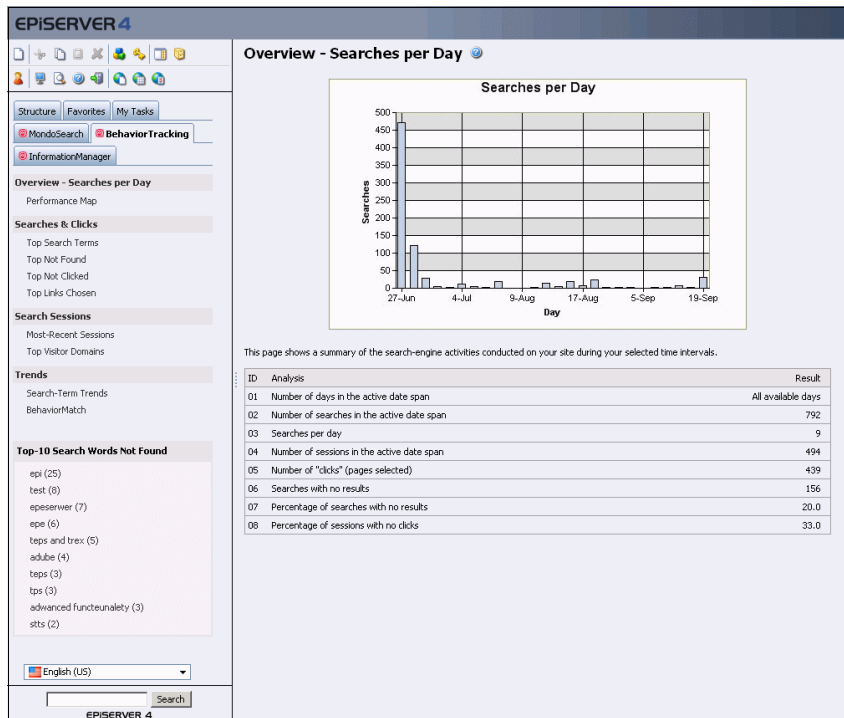 EPiSERVER 4
Structure Favorites My Tasks
MondoSearch BehaviorTracking
InformationManager
Overview - Searches per Day
Performance Map
Searches & Clicks
Top Search Terms
Top Not Found
Top Not Clicked
Top Links Chosen
Search Sessions
Most-Recent Sessions
Top Visitor Domains
Trends
Search-Term Trends
BehaviorMatch
Top-10 Search Words Not Found
epi (25)
test (8)
epeserwer (7)
epe (6)
teps and trex (5)
adube (4)
teps (3)
tps (3)
adwanced functeunalety (3)
stts (2)
English (US)
Search
EPiSERVER 4
Overview - Searches per Day
Searches per Day
Searches
500
450
400
350
300
250
200
150
100
50
0
27-Jun 4-Jul 9-Aug 17-Aug 5-Sep 19-Sep
Day
This page shows a summary of the search-engine activities conducted on your site during your selected time intervals.
ID Analysis Result
01 Number of days in the active date span All available days
02 Number of searches in the active date span 792
03 Searches per day 9
04 Number of sessions in the active date span 494
05 Number of "clicks" (pages selected) 439
06 Searches with no results 156
07 Percentage of searches with no results 20.0
08 Percentage of sessions with no clicks 33.0